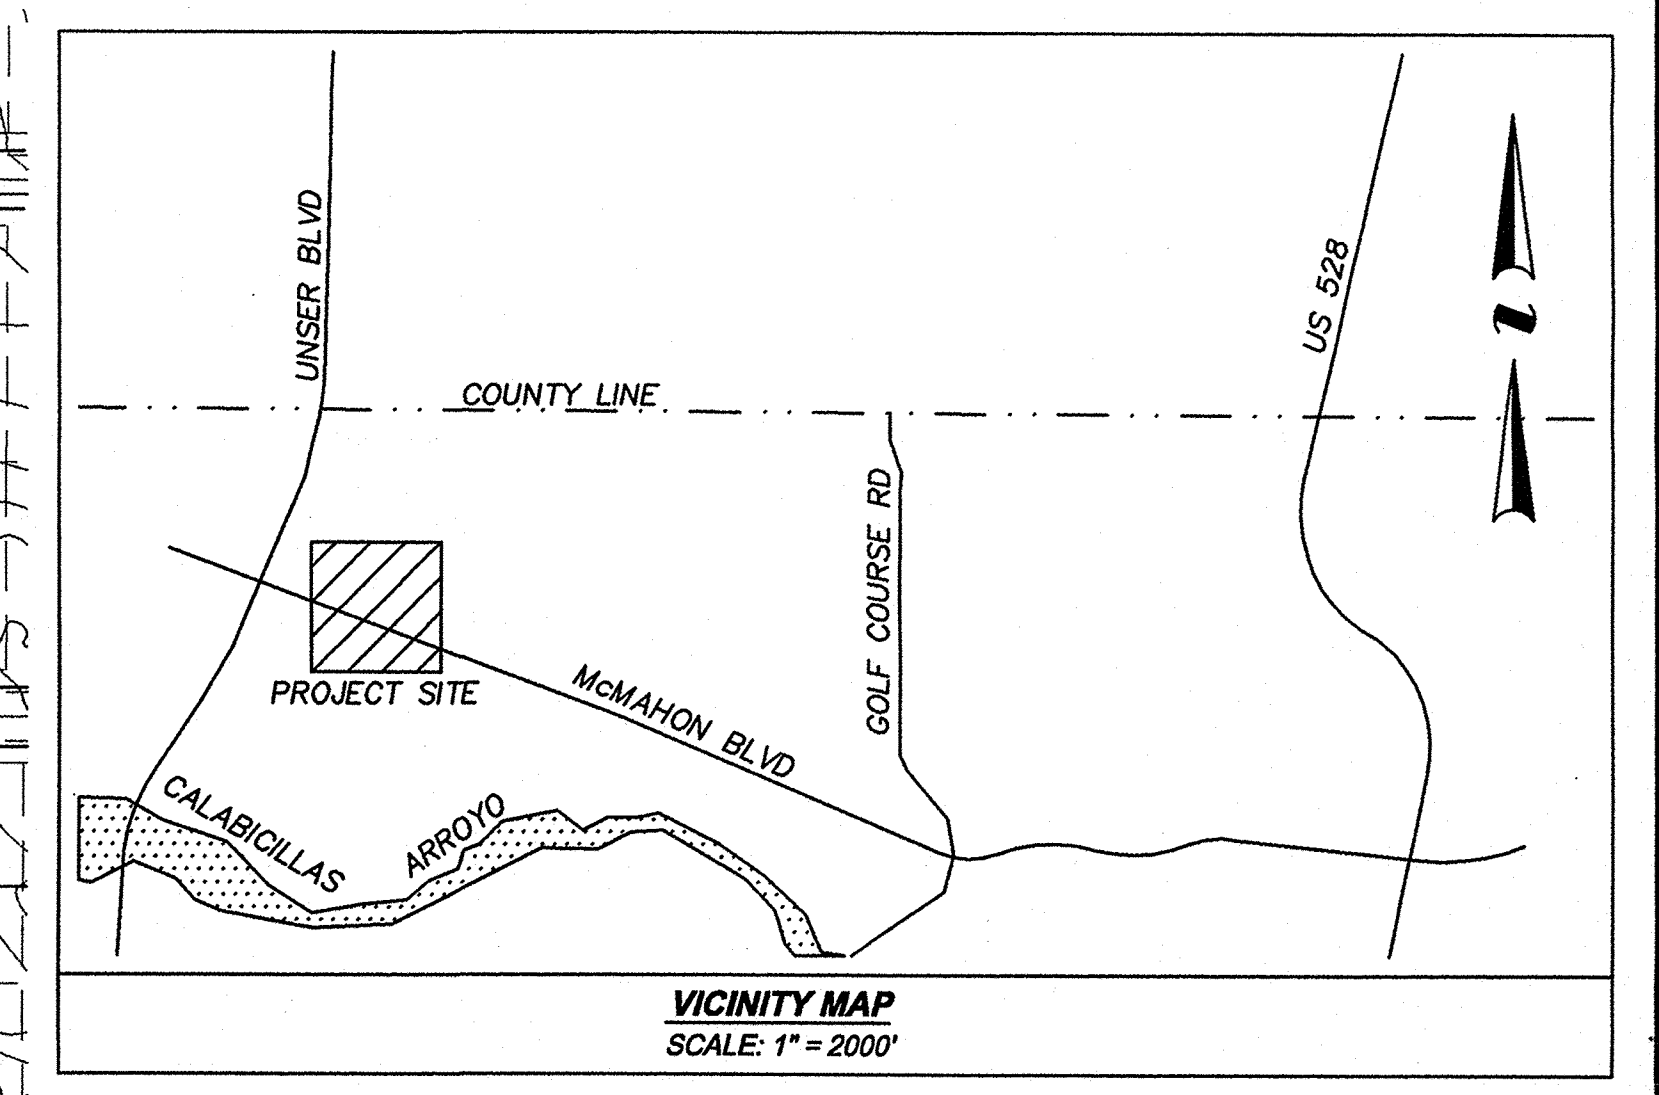 UNSER BLVD
US 528
COUNTY LINE
GOLF COURSE RD
PROJECT SITE
McMAHON BLVD
CALABICILLAS
ARROYO
VICINITY MAP
SCALE: 1" = 2000'